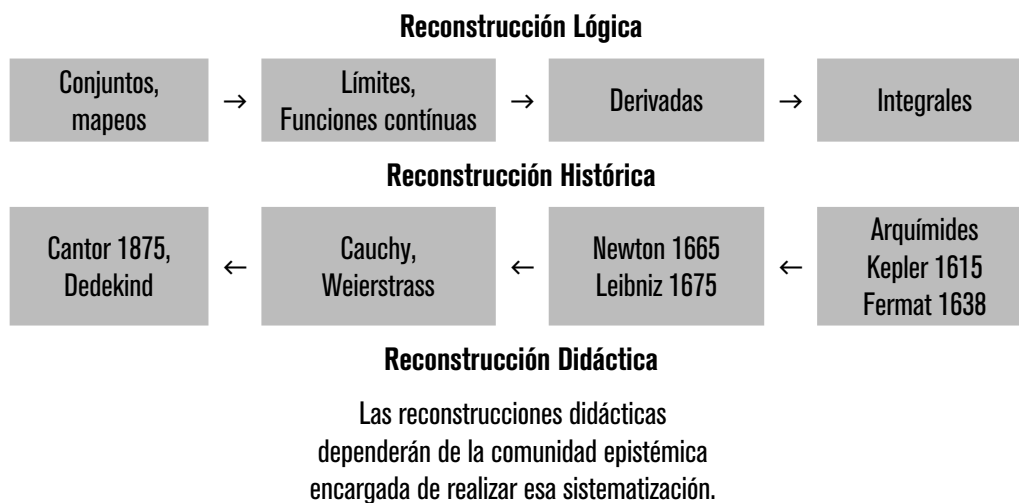 Reconstrucción Lógica
Conjuntos,
mapeos
→
Límites,
Funciones contínuas
→
Derivadas
→
Integrales
Reconstrucción Histórica
Cantor 1875,
Dedekind
←
Cauchy,
Weierstrass
←
Newton 1665
Leibniz 1675
←
Arquímides
Kepler 1615
Fermat 1638
Reconstrucción Didáctica
Las reconstrucciones didácticas
dependerán de la comunidad epistémica
encargada de realizar esa sistematización.